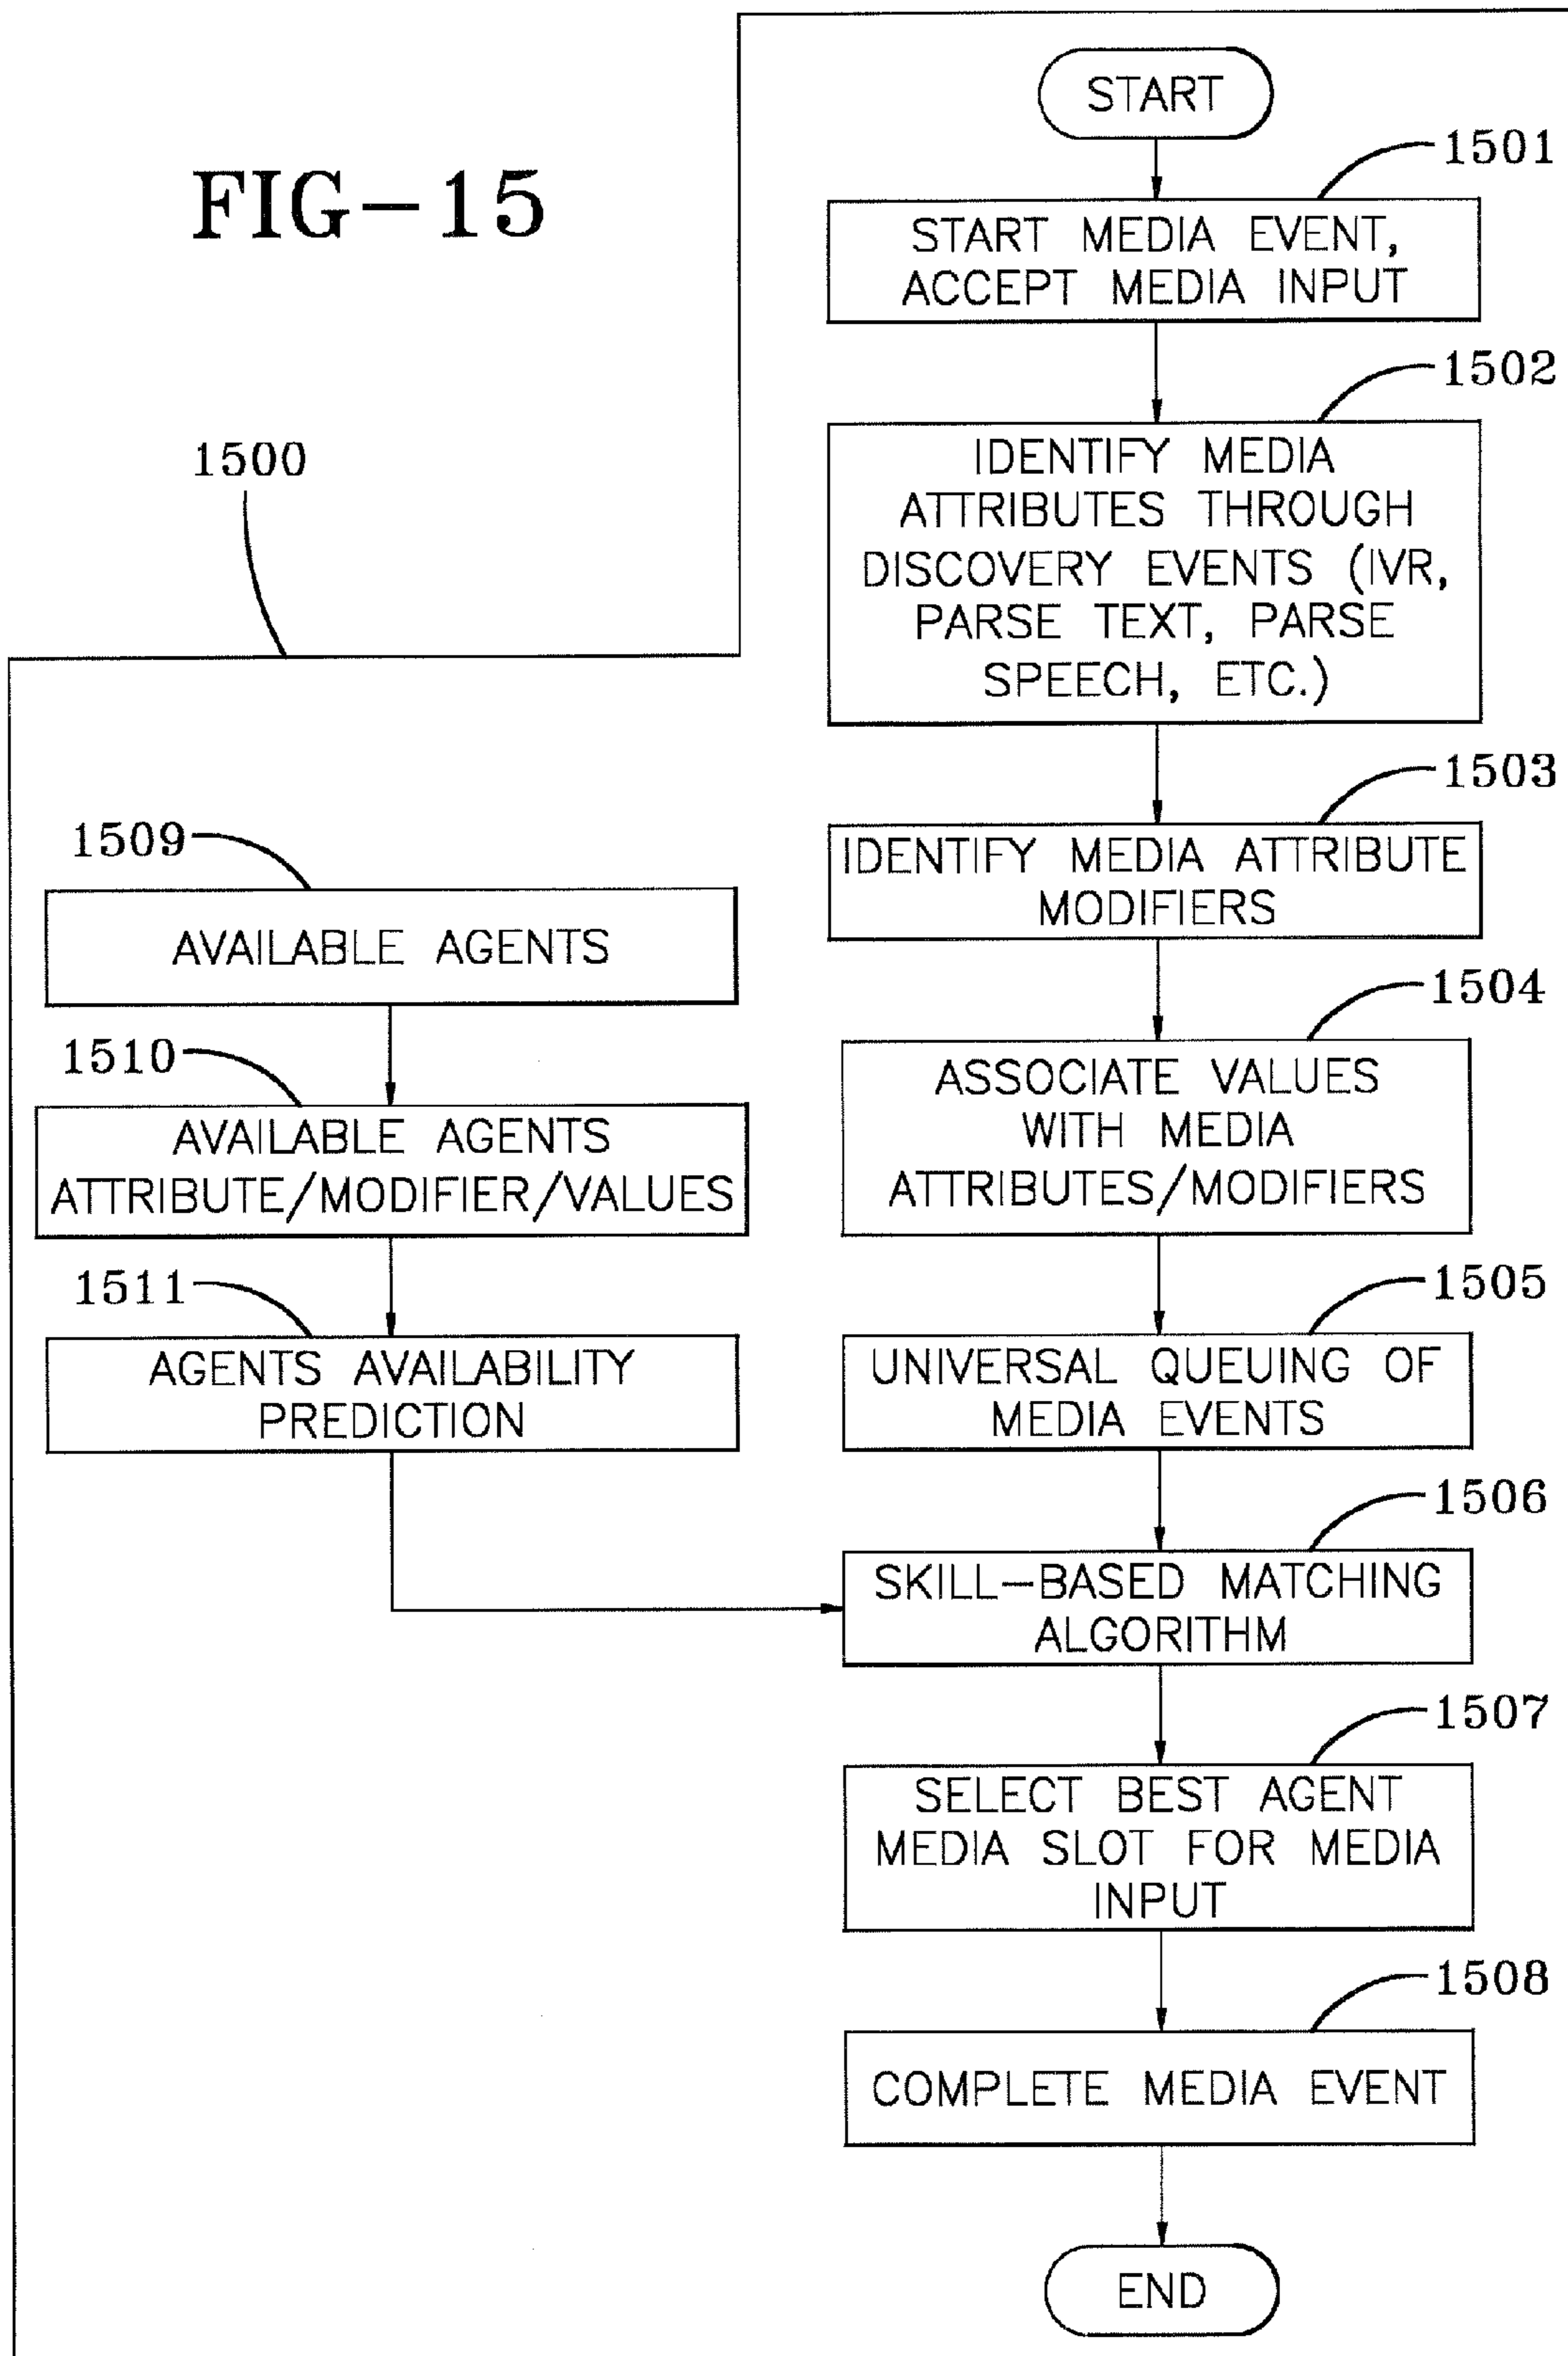 FIG-15
START
1501
START MEDIA EVENT,
ACCEPT MEDIA INPUT
1502
IDENTIFY MEDIA
ATTRIBUTES THROUGH
DISCOVERY EVENTS (IVR,
PARSE TEXT, PARSE
SPEECH, ETC.)
1500
1503
IDENTIFY MEDIA ATTRIBUTE
MODIFIERS
1509
AVAILABLE AGENTS
1504
ASSOCIATE VALUES
WITH MEDIA
ATTRIBUTES/MODIFIERS
1510
AVAILABLE AGENTS
ATTRIBUTE/MODIFIER/VALUES
1505
UNIVERSAL QUEUING OF
MEDIA EVENTS
1511
AGENTS AVAILABILITY
PREDICTION
1506
SKILL-BASED MATCHING
ALGORITHM
1507
SELECT BEST AGENT
MEDIA SLOT FOR MEDIA
INPUT
1508
COMPLETE MEDIA EVENT
END